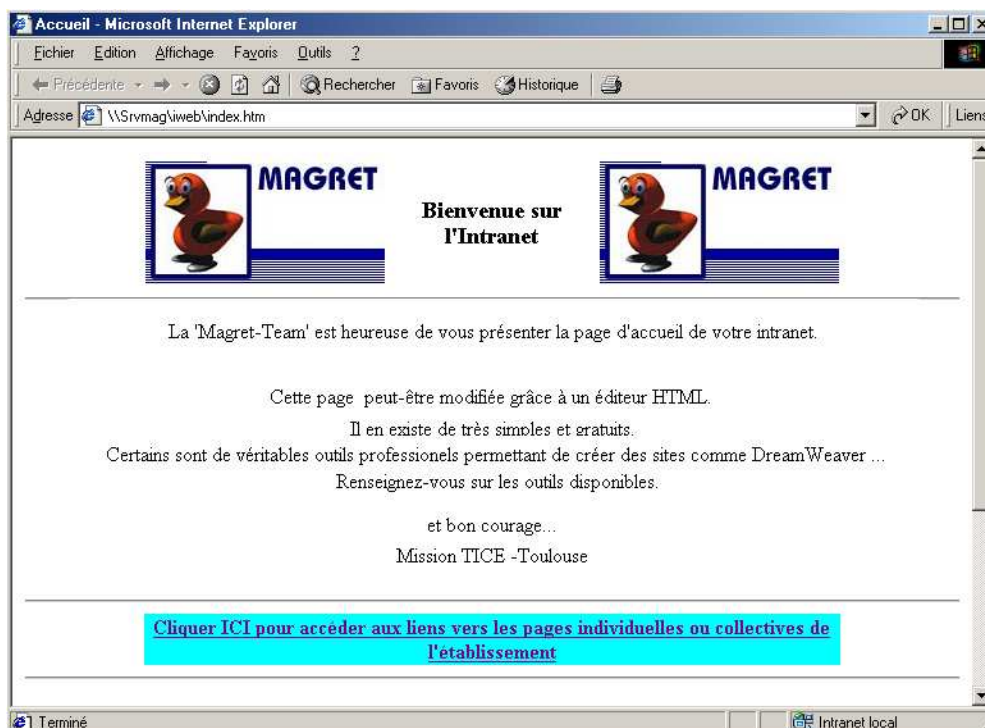 Accueil - Microsoft Internet Explorer
Fichier Edition Affichage Favoris Outils ?
Précédente Rechercher Favoris Historique
Adresse \\Srvmag\iweb\index.htm OK Liens
MAGRET MAGRET
Bienvenue sur
l'Intranet
La 'Magret-Team' est heureuse de vous présenter la page d'accueil de votre intranet.
Cette page peut-être modifiée grâce à un éditeur HTML.
Il en existe de très simples et gratuits.
Certains sont de véritables outils professionels permettant de créer des sites comme DreamWeaver ...
Renseignez-vous sur les outils disponibles.
et bon courage...
Mission TICE -Toulouse
Cliquer ICI pour accéder aux liens vers les pages individuelles ou collectives de
l'établissement
Terminé Intranet local